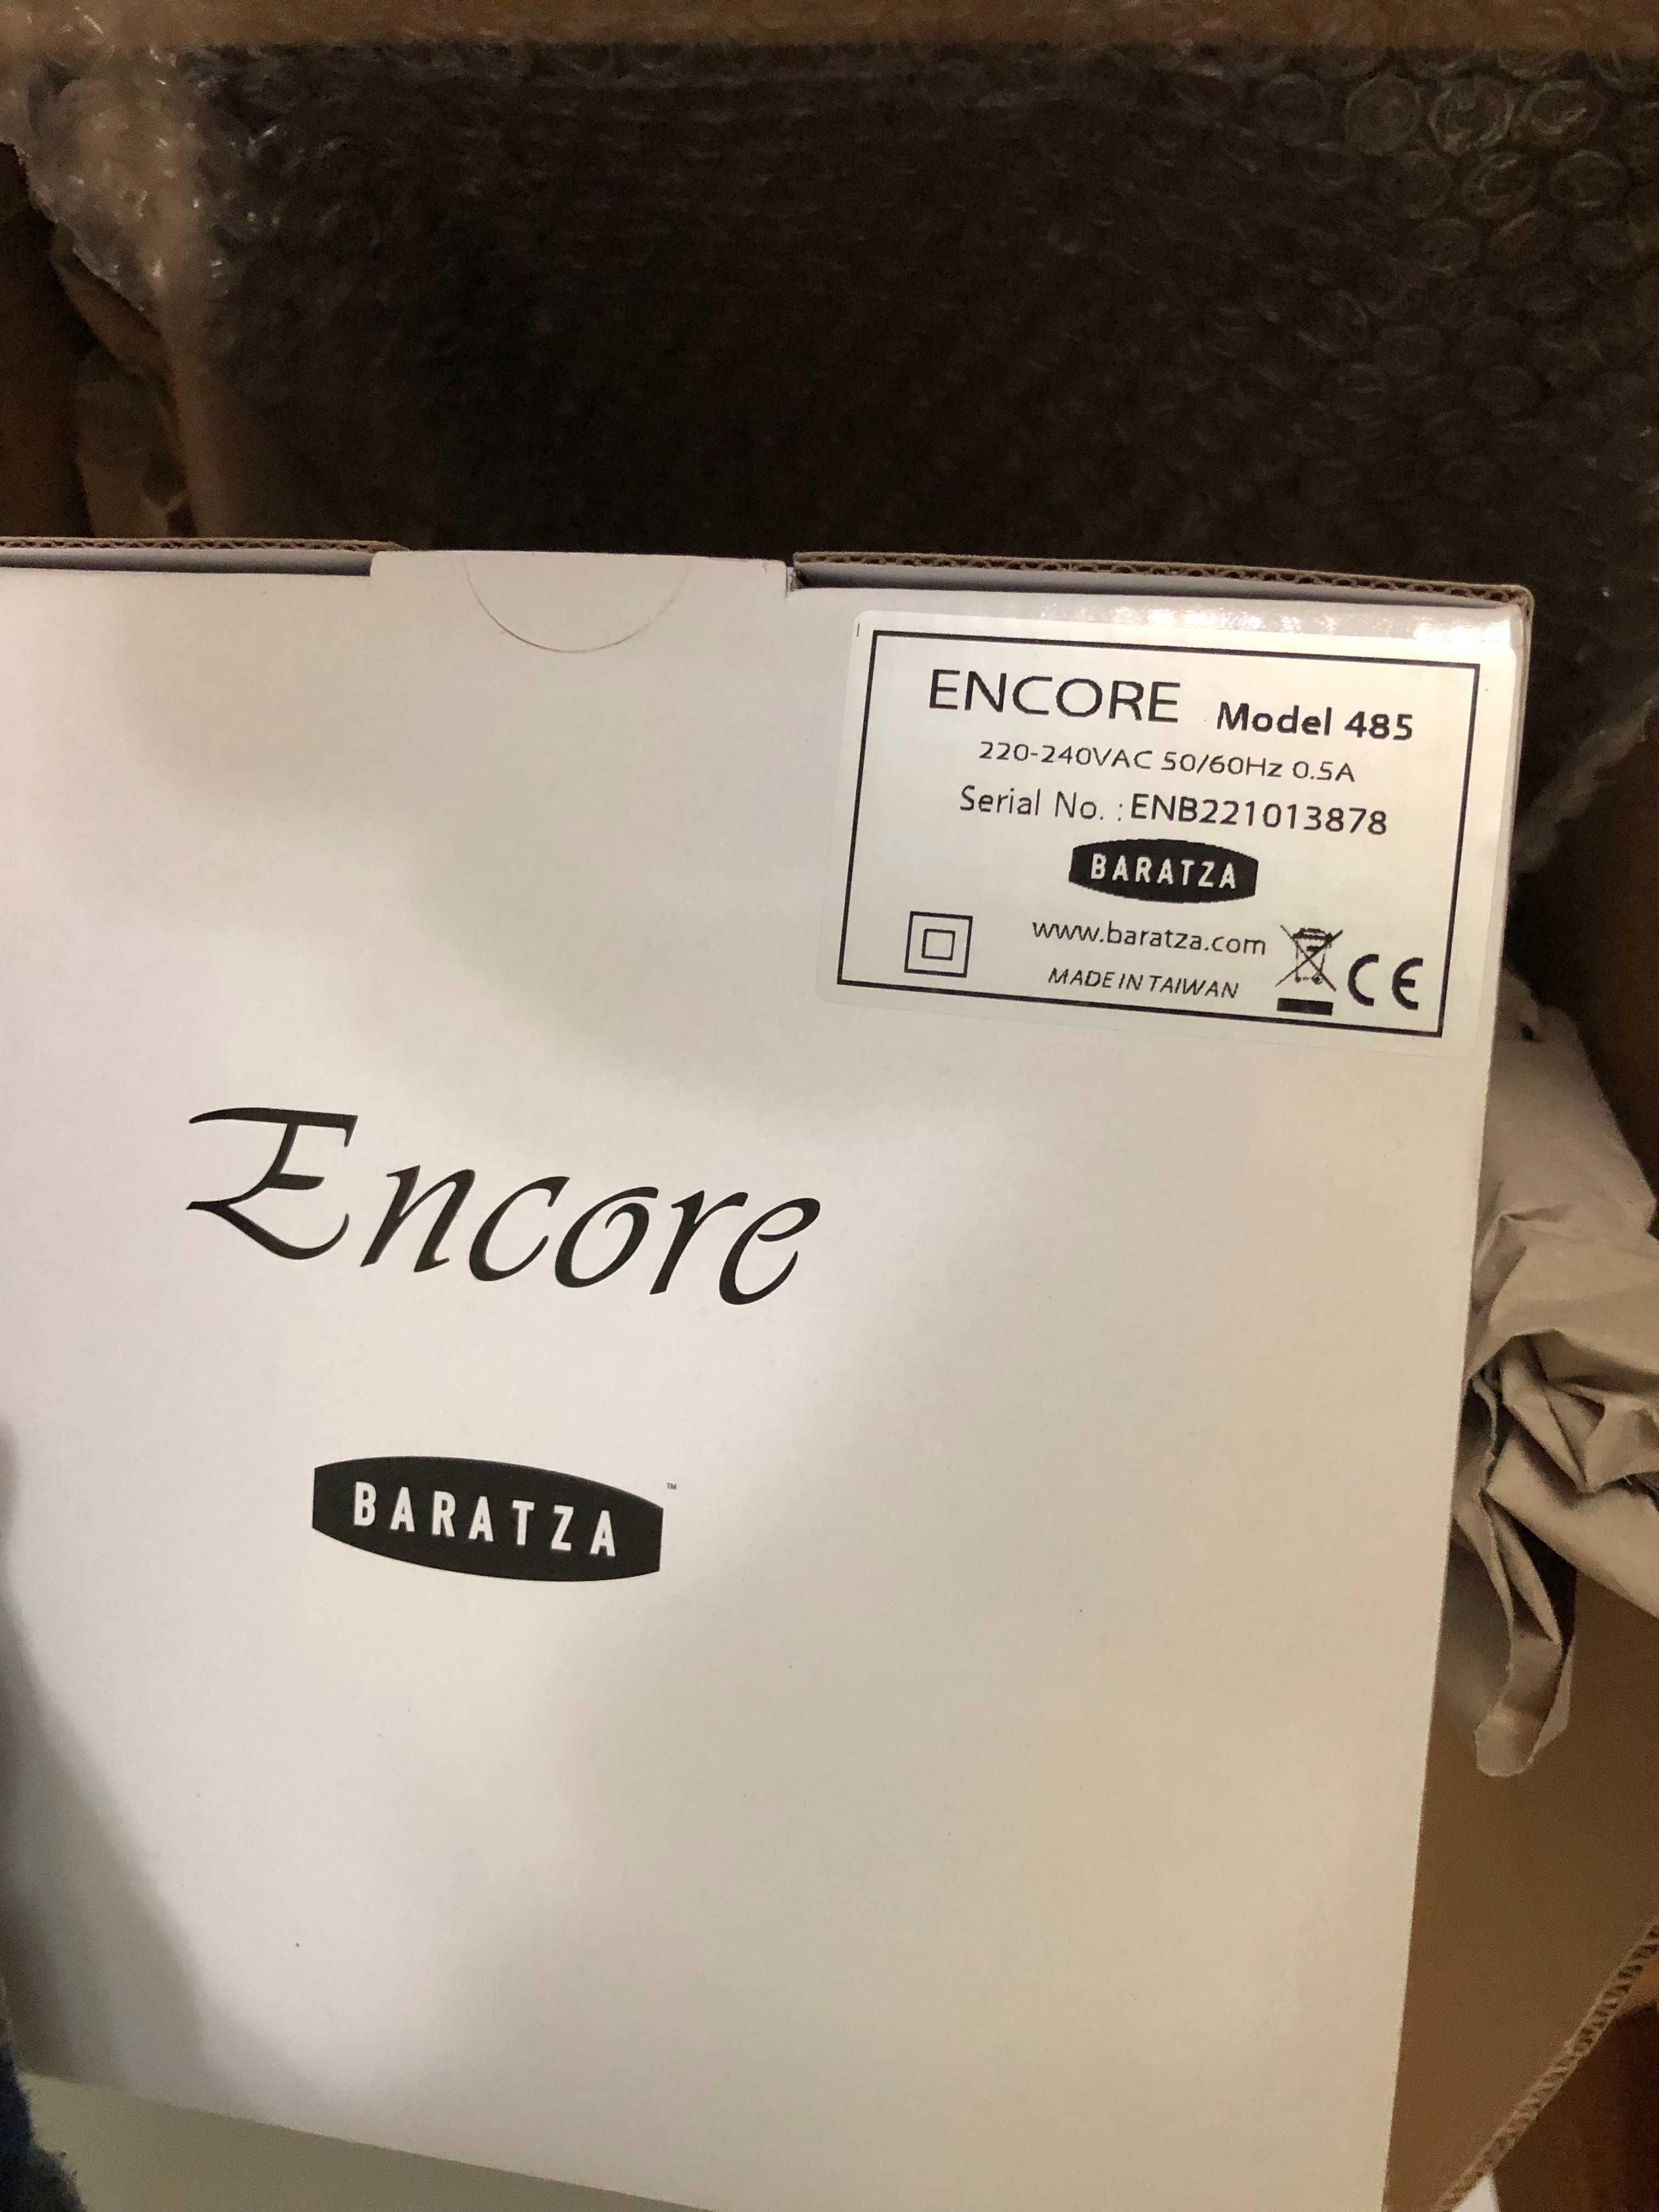 ENCORE Model 485
220-240VAC 50/60Hz 0.5A
Serial No. : ENB221013878
BARATZA
www.baratza.com
MADE IN TAIWAN
CE
Encore
BARATZA™